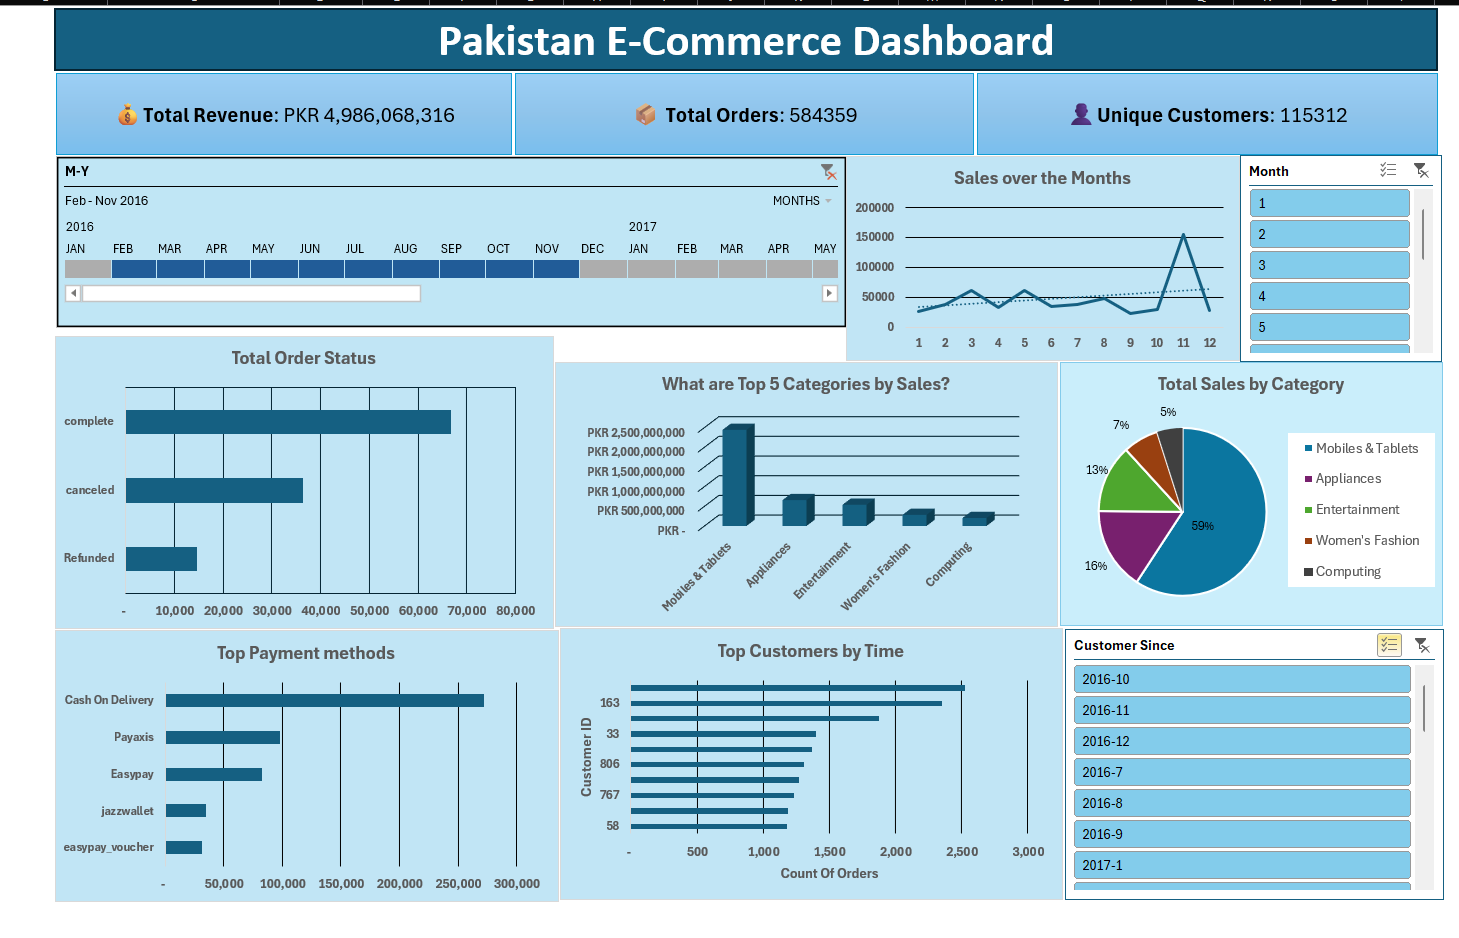 Pakistan E-Commerce Dashboard
Total Revenue: PKR 4,986,068,316
Total Orders: 584359
Unique Customers: 115312
M-Y
Feb - Nov 2016
MONTHS
2016 2017
JAN FEB MAR APR MAY JUN JUL AUG SEP OCT NOV DEC JAN FEB MAR APR MAY
Sales over the Months
200000
150000
100000
50000
0
1 2 3 4 5 6 7 8 9 10 11 12
Month
1
2
3
4
5
Total Order Status
complete
canceled
Refunded
- 10,000 20,000 30,000 40,000 50,000 60,000 70,000 80,000
What are Top 5 Categories by Sales?
PKR 2,500,000,000
PKR 2,000,000,000
PKR 1,500,000,000
PKR 1,000,000,000
PKR 500,000,000
PKR -
Mobiles & Tablets
Appliances
Entertainment
Women's Fashion
Computing
Total Sales by Category
5%
7%
13%
59%
16%
Mobiles & Tablets
Appliances
Entertainment
Women's Fashion
Computing
Top Payment methods
Cash On Delivery
Payaxis
Easypay
jazzwallet
easypay_voucher
- 50,000 100,000 150,000 200,000 250,000 300,000
Top Customers by Time
Customer ID
163
33
806
767
58
- 500 1,000 1,500 2,000 2,500 3,000
Count Of Orders
Customer Since
2016-10
2016-11
2016-12
2016-7
2016-8
2016-9
2017-1